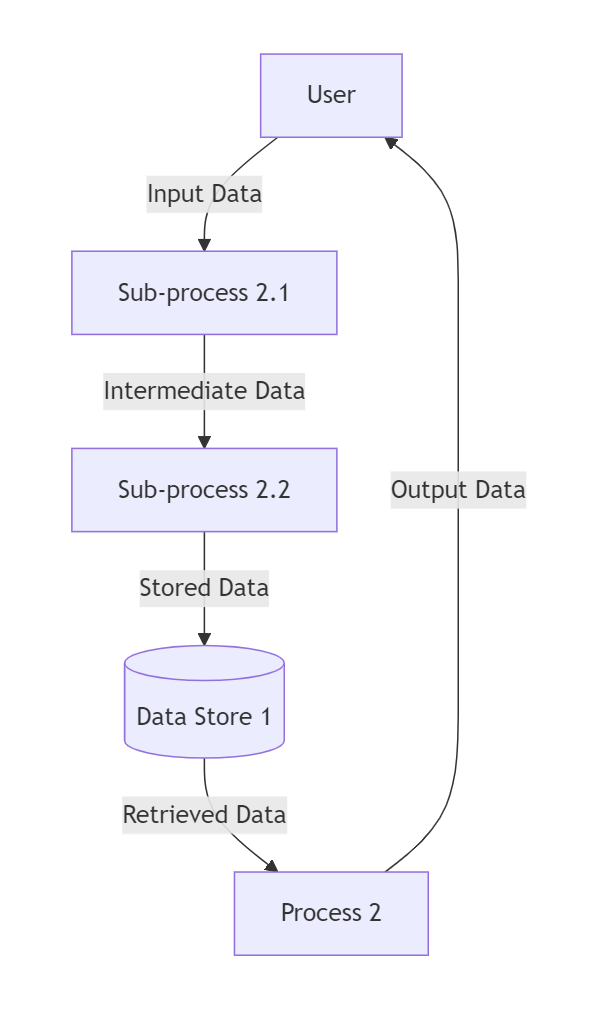 User
Input Data
Sub-process 2.1
Intermediate Data
Sub-process 2.2
Output Data
Stored Data
Data Store 1
Retrieved Data
Process 2